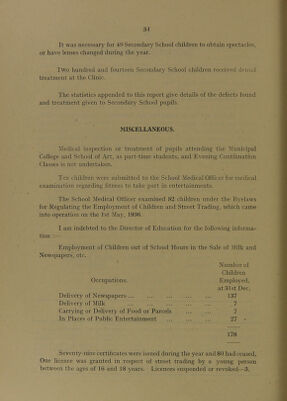 31
It was necessary for 49 Secondary School children to obtain spectacles,
or have lenses changed during the year.
Two hundred and fourteen Secondary School children received dental
treatment at the Clinic.
The statistics appended to this report give details of the defects found
and treatment given to Secondary School pupils.
MISCELLANEOUS.
Medical inspection or treatment of pupils attending the Municipal
College and School of Art, as part-time students, and Evening Continuation
Classes is not undertaken.
Ten children were submitted to the School Medical Officer for medical
examination regarding fitness to take part in entertainments.
The School Medical Officer examined 82 children under the Byelaws
for Regulating the Employment of Children and Street Trading, which came
into operation on the 1st May, 1936.
I am indebted to the Director of Education for the following informa-
tion :—
Employment of Children out of School Hours in the Sale of Milk and
Newspapers, etc.
Number of
Children
Occupations. Employed,
at 31st Dec.
Delivery of Newspapers ... 137
Delivery of Milk ... 7
Carrying or Delivery of Food or Parcels ... 7
In Places of Public Entertainment ... 27
178
Seventy-nine certificates were issued during the year and 80 had ceased.
One licence was granted in respect of street trading by a young person
between the ages of 16 and 18 years. Licences suspended or revoked—3.